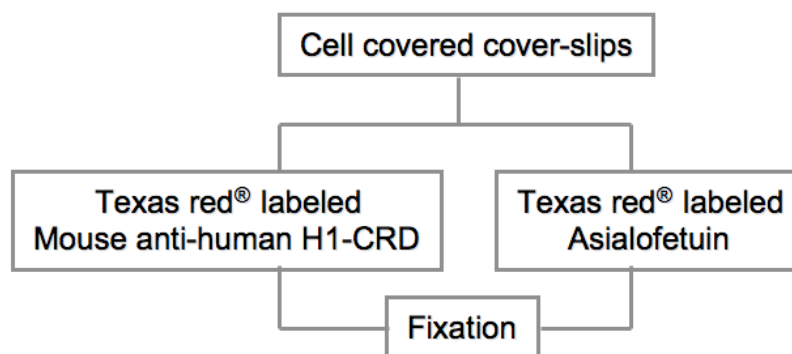 Cell covered cover-slips
Texas red® labeled
Mouse anti-human H1-CRD
Texas red® labeled
Asialofetuin
Fixation